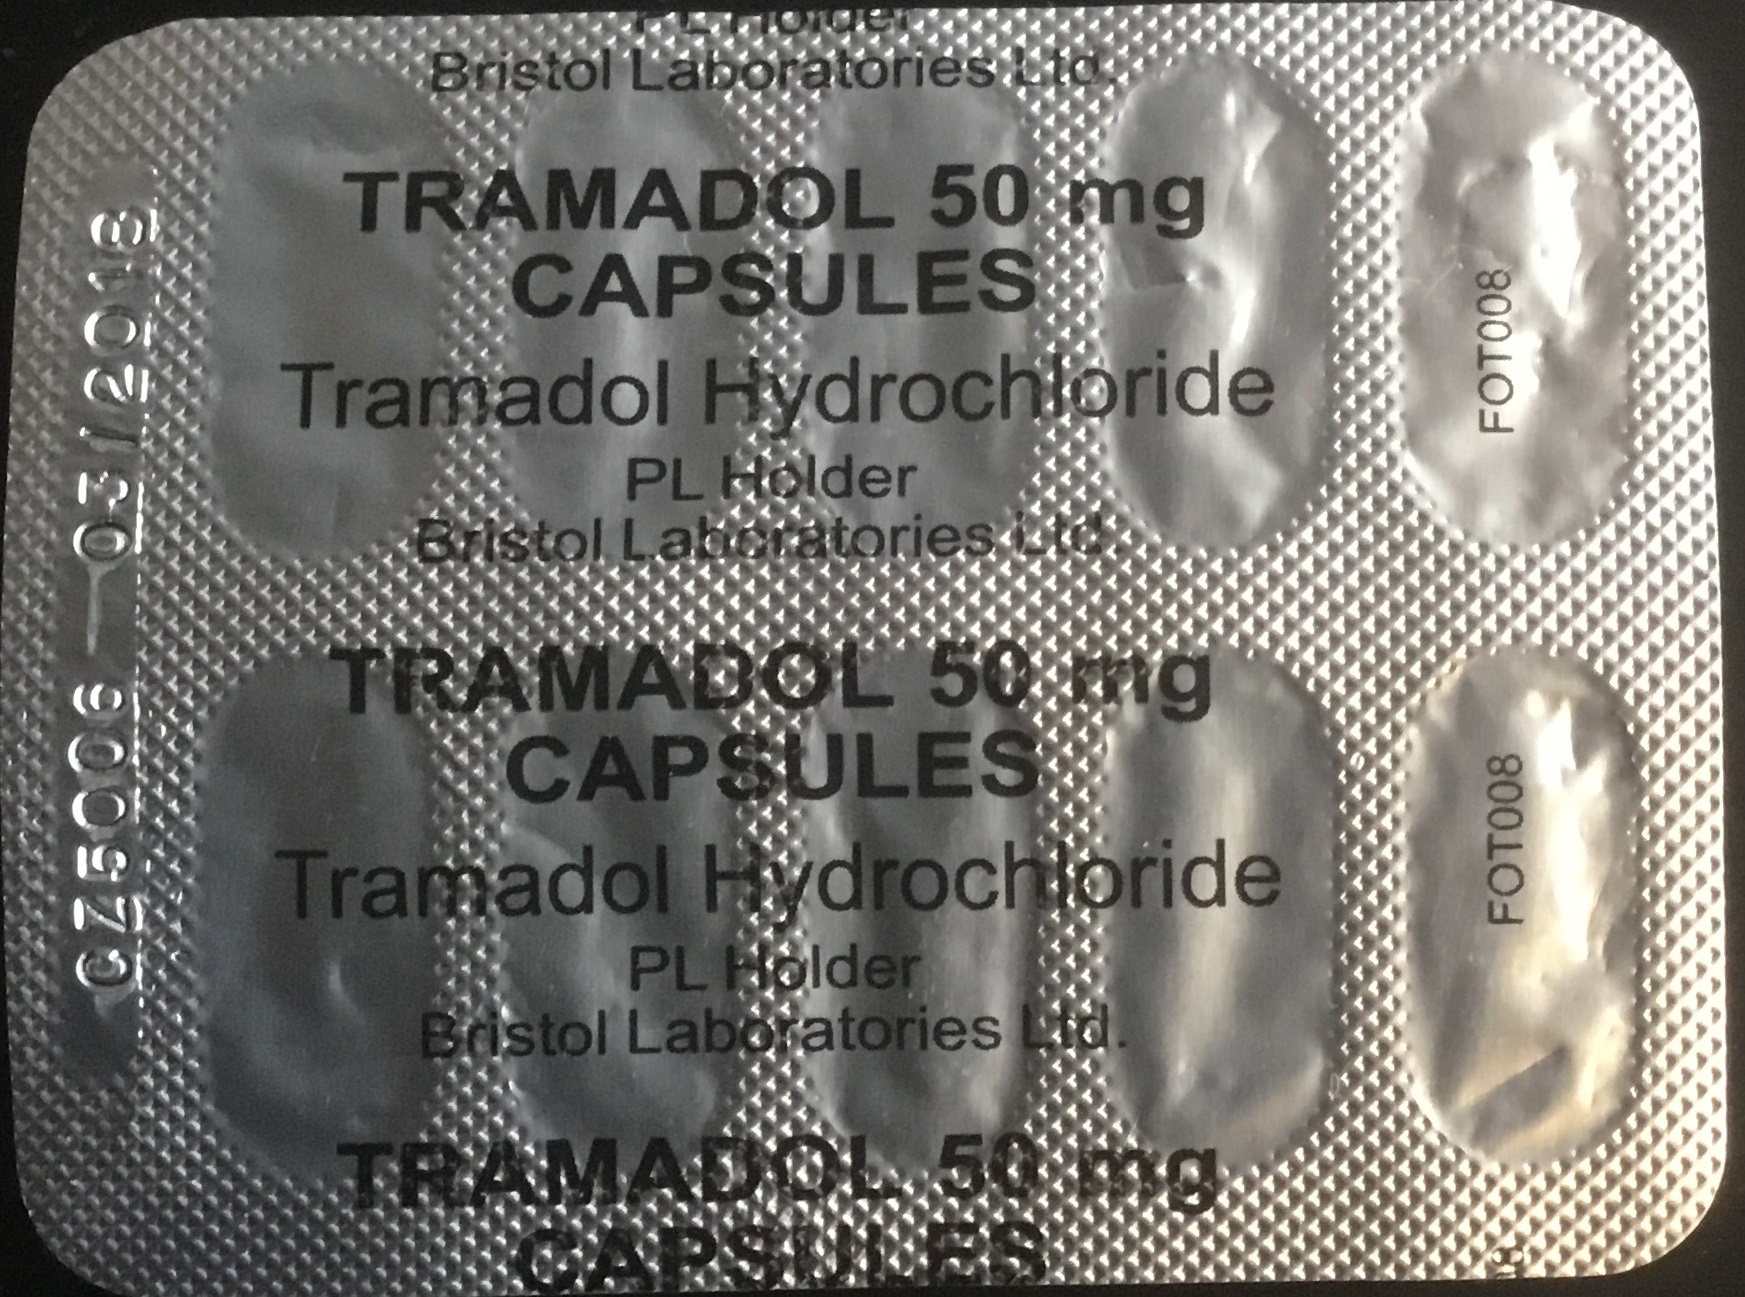 PL Holder
Bristol Laboratories Ltd.
TRAMADOL 50 mg
CAPSULES
Tramadol Hydrochloride
PL Holder
Bristol Laboratories Ltd.
TRAMADOL 50 mg
CAPSULES
Tramadol Hydrochloride
PL Holder
Bristol Laboratories Ltd.
TRAMADOL 50 mg
CAPSULES
CZ5006 03/2018
FOT008
FOT008